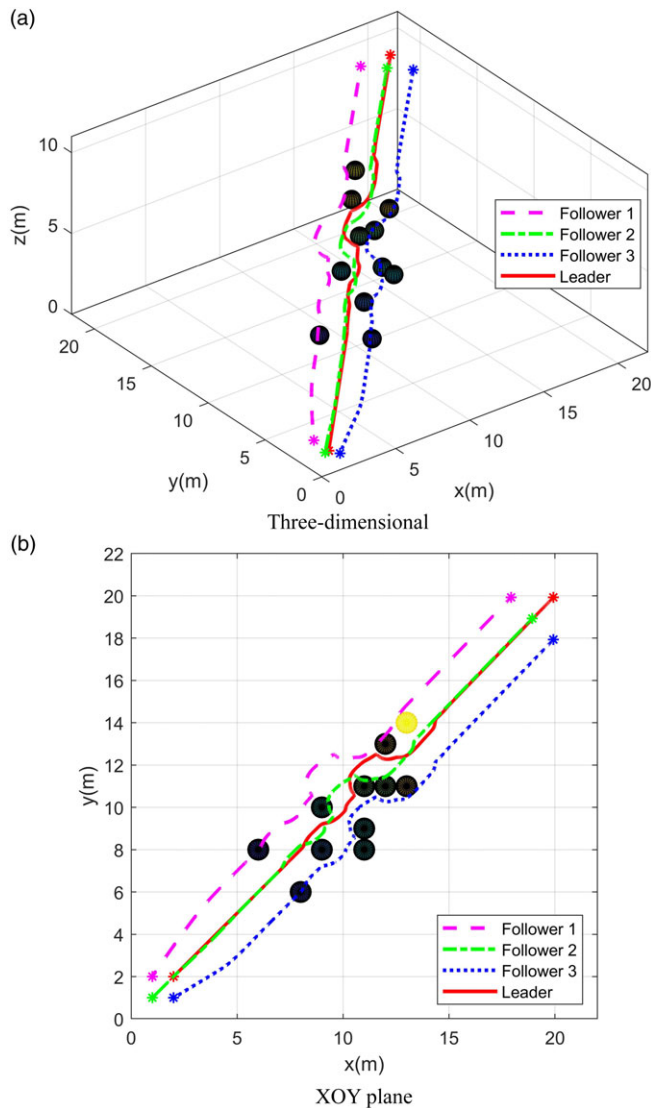 (a)
10
5
0
z(m)
20
15
10
5
0
y(m)
0
5
10
15
20
x(m)
Follower 1
Follower 2
Follower 3
Leader
Three-dimensional
(b)
22
20
18
16
14
12
10
8
6
4
2
0
y(m)
0
5
10
15
20
x(m)
Follower 1
Follower 2
Follower 3
Leader
XOY plane